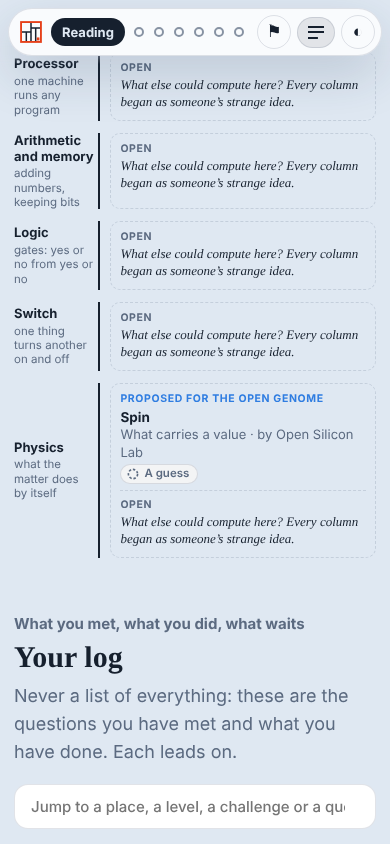 Reading
Processor
one machine
runs any
program
OPEN
What else could compute here? Every column
began as someone’s strange idea.
Arithmetic
and memory
adding
numbers,
keeping bits
OPEN
What else could compute here? Every column
began as someone’s strange idea.
Logic
gates: yes or
no from yes or
no
OPEN
What else could compute here? Every column
began as someone’s strange idea.
Switch
one thing
turns another
on and off
OPEN
What else could compute here? Every column
began as someone’s strange idea.
Physics
what the
matter does
by itself
PROPOSED FOR THE OPEN GENOME
Spin
What carries a value · by Open Silicon
Lab
A guess
OPEN
What else could compute here? Every column
began as someone’s strange idea.
What you met, what you did, what waits
Your log
Never a list of everything: these are the
questions you have met and what you
have done. Each leads on.
Jump to a place, a level, a challenge or a